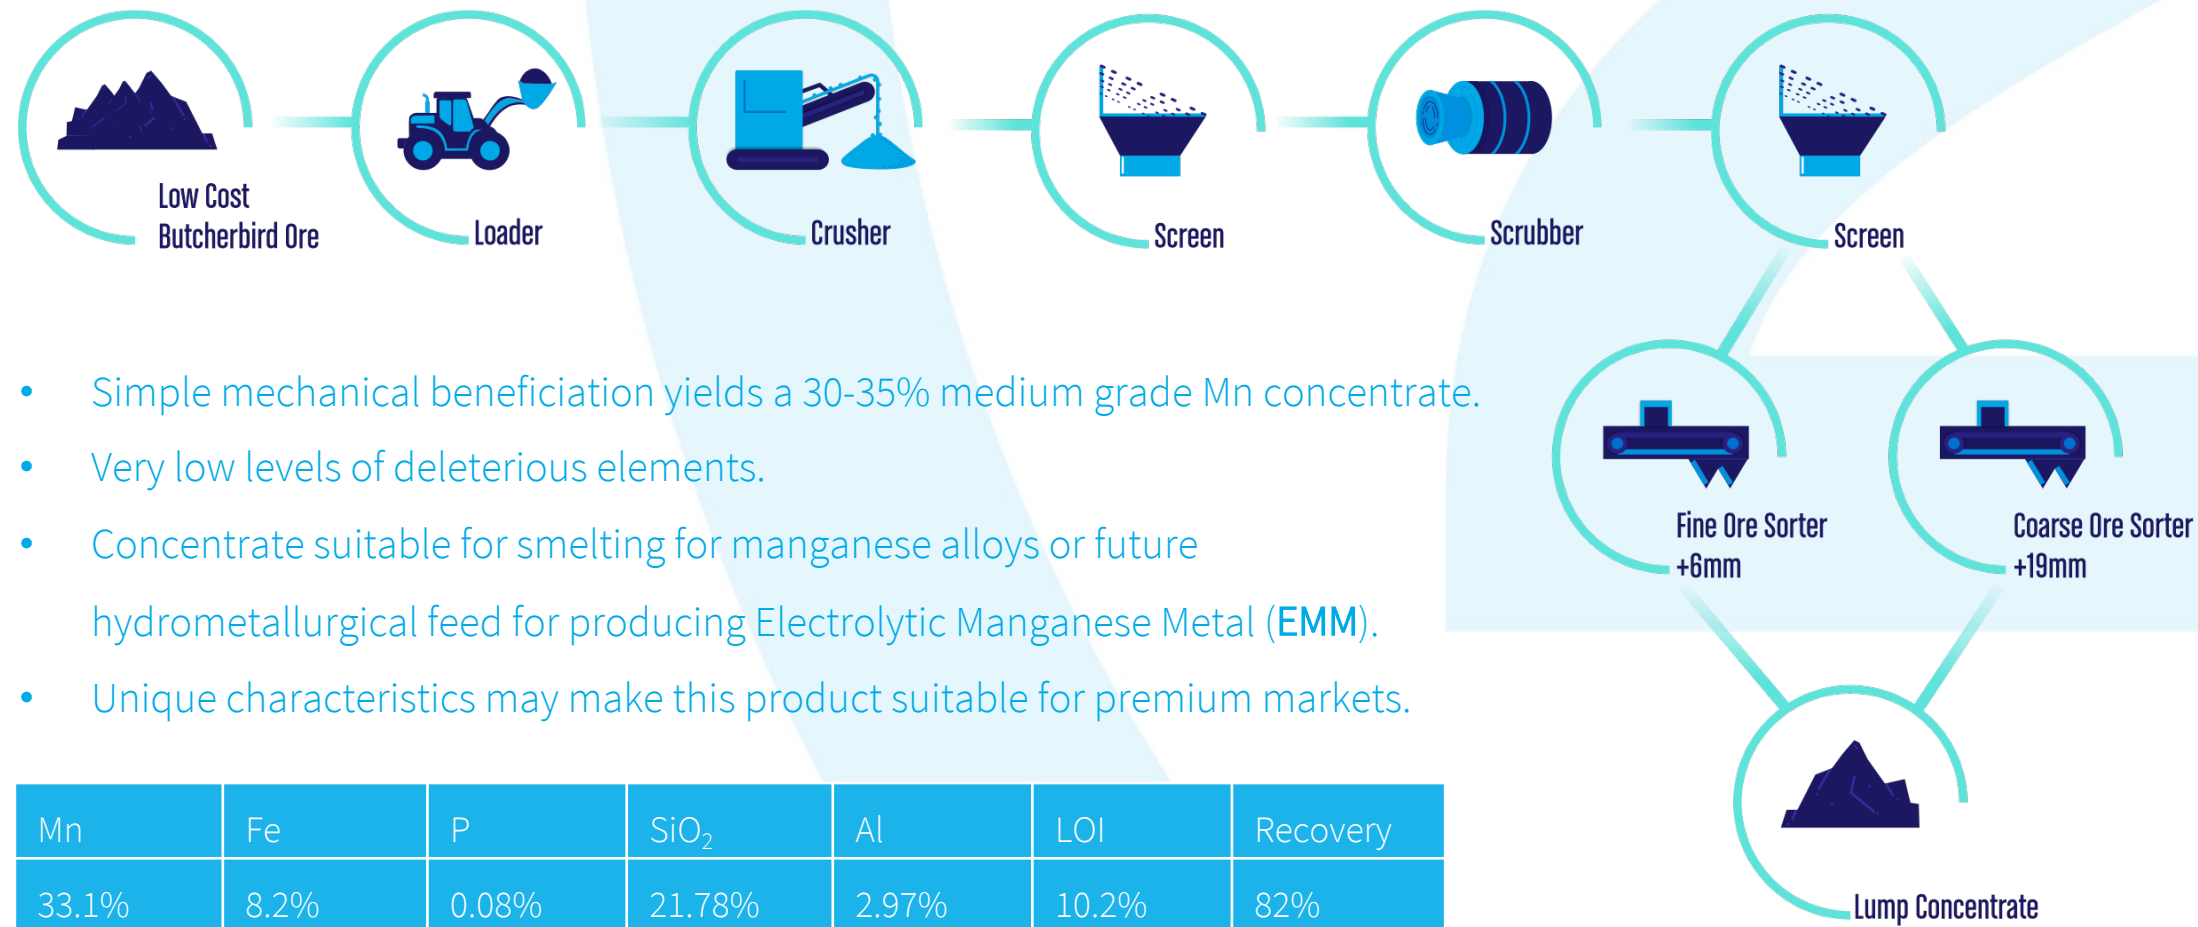 Low Cost
Butcherbird Ore
Loader
Crusher
Screen
Scrubber
Screen
Fine Ore Sorter
+6mm
Coarse Ore Sorter
+19mm
Lump Concentrate
• Simple mechanical beneficiation yields a 30-35% medium grade Mn concentrate.
• Very low levels of deleterious elements.
• Concentrate suitable for smelting for manganese alloys or future
hydrometallurgical feed for producing Electrolytic Manganese Metal (EMM).
• Unique characteristics may make this product suitable for premium markets.
Mn Fe P SiO₂ Al LOI Recovery
33.1% 8.2% 0.08% 21.78% 2.97% 10.2% 82%